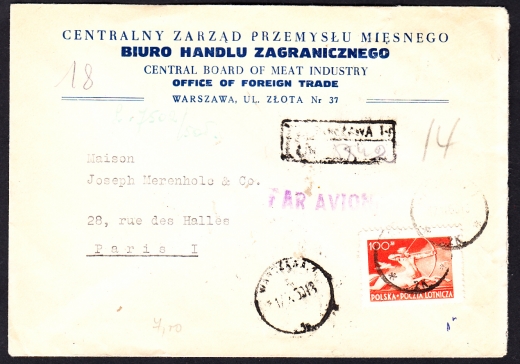 CENTRALNY ZARZĄD PRZEMYSŁU MIĘSNEGO
BIURO HANDLU ZAGRANICZNEGO
CENTRAL BOARD OF MEAT INDUSTRY
OFFICE OF FOREIGN TRADE
WARSZAWA, UL. ZŁOTA Nr 37
18
14
Maison
Joseph Merenholc & Co.
28, rue des Halles
Paris I
PAR AVION
100 zł
POLSKA • POCZTA LOTNICZA
WARSZAWA